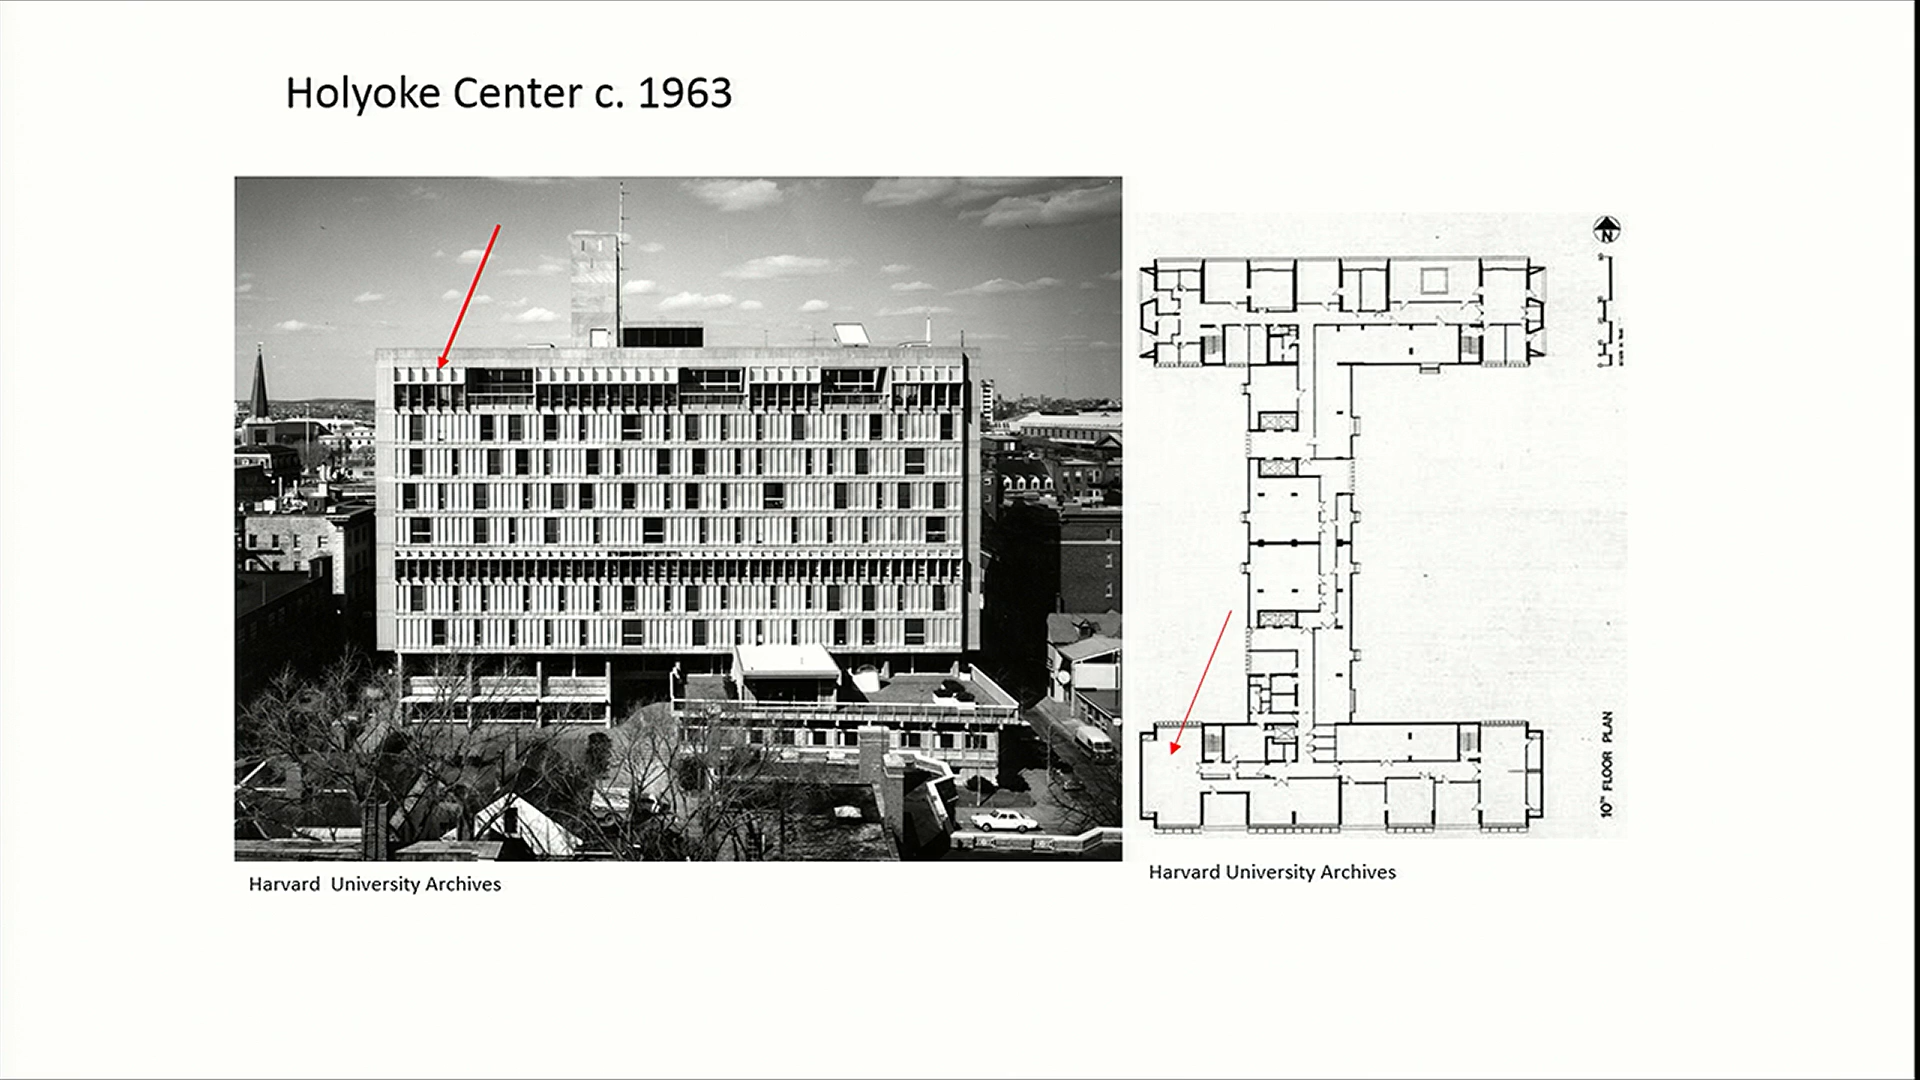 Holyoke Center c. 1963
N
10TH FLOOR PLAN
Harvard University Archives
Harvard University Archives